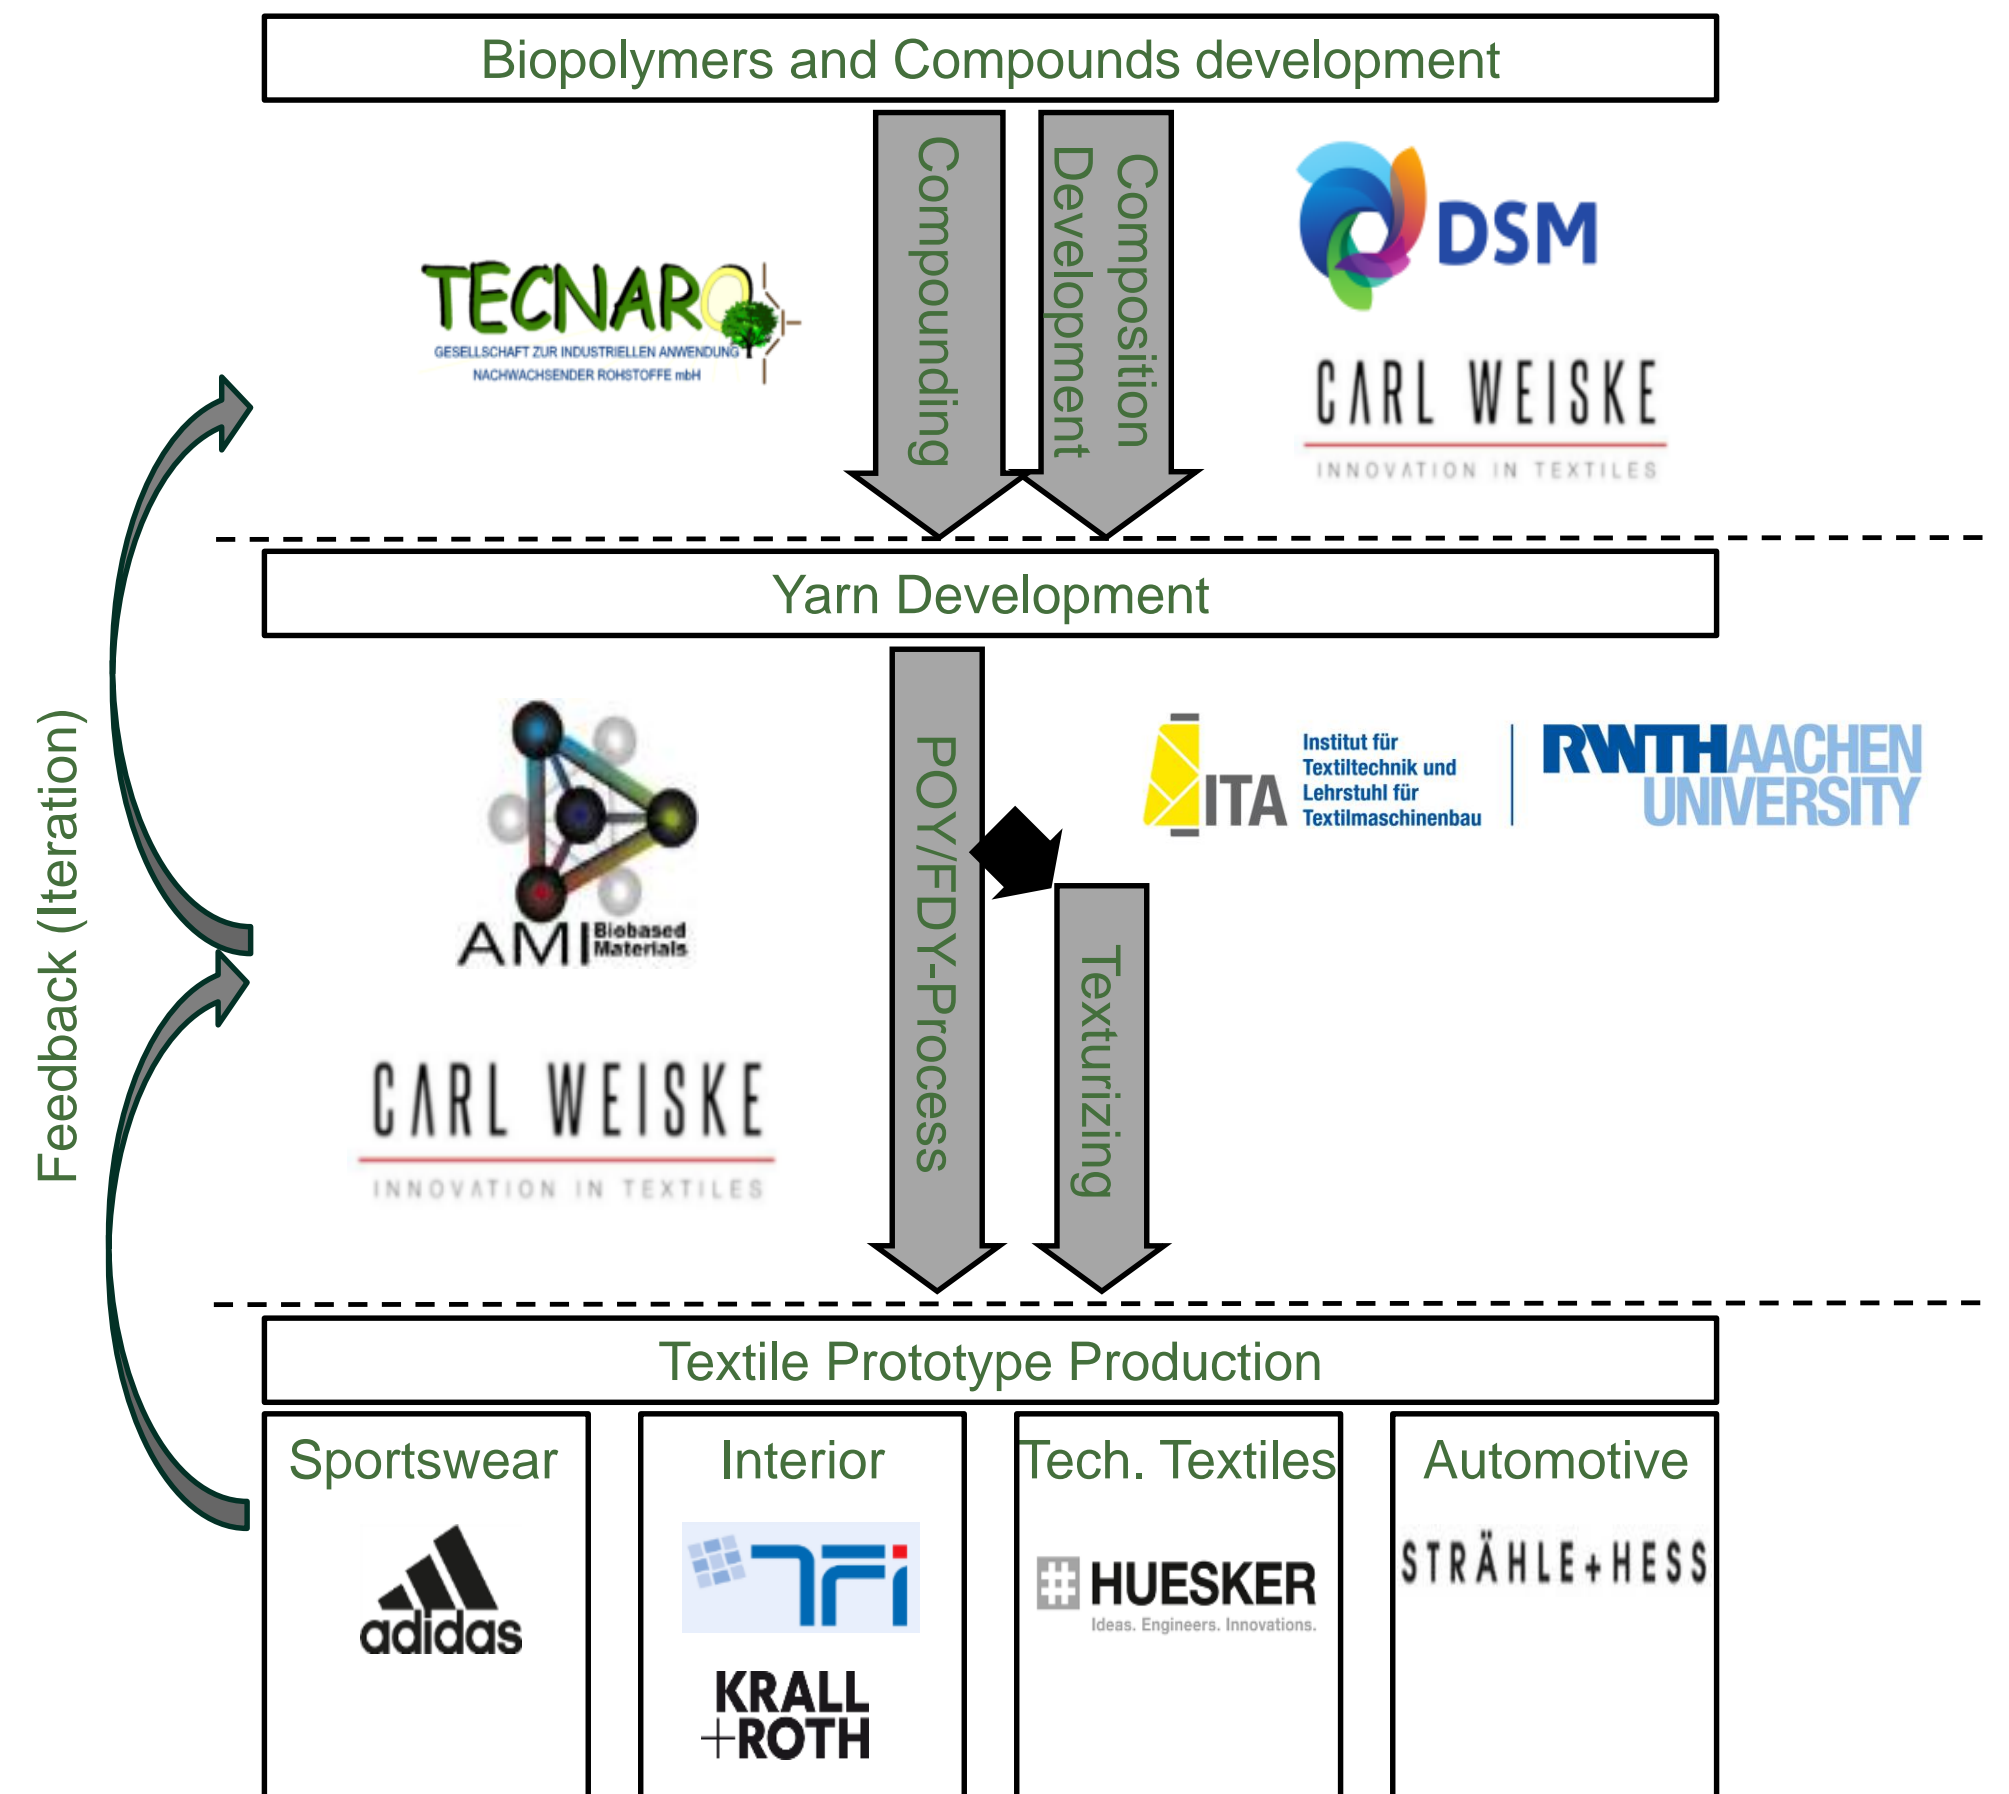 Biopolymers and Compounds development
Compounding
Composition
Development
TECNARO
GESELLSCHAFT ZUR INDUSTRIELLEN ANWENDUNG
NACHWACHSENDER ROHSTOFFE mbH
DSM
CARL WEISKE
INNOVATION IN TEXTILES
Feedback (Iteration)
Yarn Development
POY/FDY-Process
Texturizing
AMI Biobased
Materials
CARL WEISKE
INNOVATION IN TEXTILES
ITA
Institut für
Textiltechnik und
Lehrstuhl für
Textilmaschinenbau
RWTHAACHEN
UNIVERSITY
Textile Prototype Production
Sportswear
adidas
Interior
TFi
KRALL
+ROTH
Tech. Textiles
HUESKER
Ideas. Engineers. Innovations.
Automotive
STRÄHLE+HESS